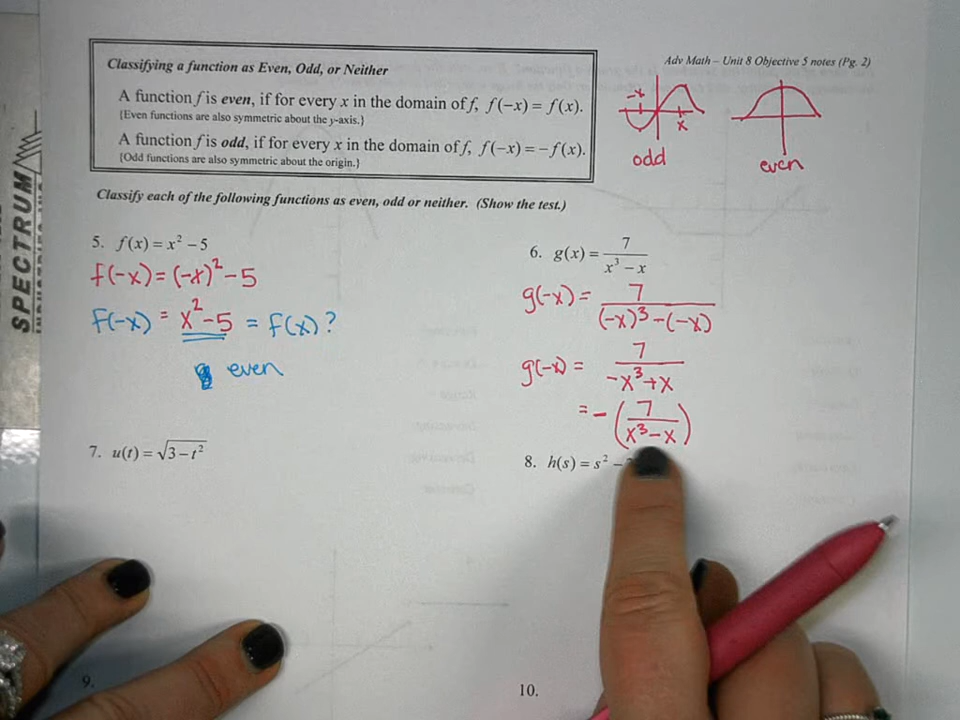 Adv Math – Unit 8 Objective 5 notes (Pg. 2)
Classifying a function as Even, Odd, or Neither
A function f is even, if for every x in the domain of f, f(−x) = f(x).
{Even functions are also symmetric about the y-axis.}
A function f is odd, if for every x in the domain of f, f(−x) = −f(x).
{Odd functions are also symmetric about the origin.}
-x
x
odd
even
Classify each of the following functions as even, odd or neither. (Show the test.)
5. f(x) = x² − 5
f(-x) = (-x)² - 5
f(-x) = x² - 5 = f(x)?
even
6. g(x) = 7 / (x³ − x)
g(-x) = 7 / ((-x)³ - (-x))
g(-x) = 7 / (-x³ + x)
= - (7 / (x³ - x))
7. u(t) = √(3 − t²)
8. h(s) = s² −
9.
10.
SPECTRUM